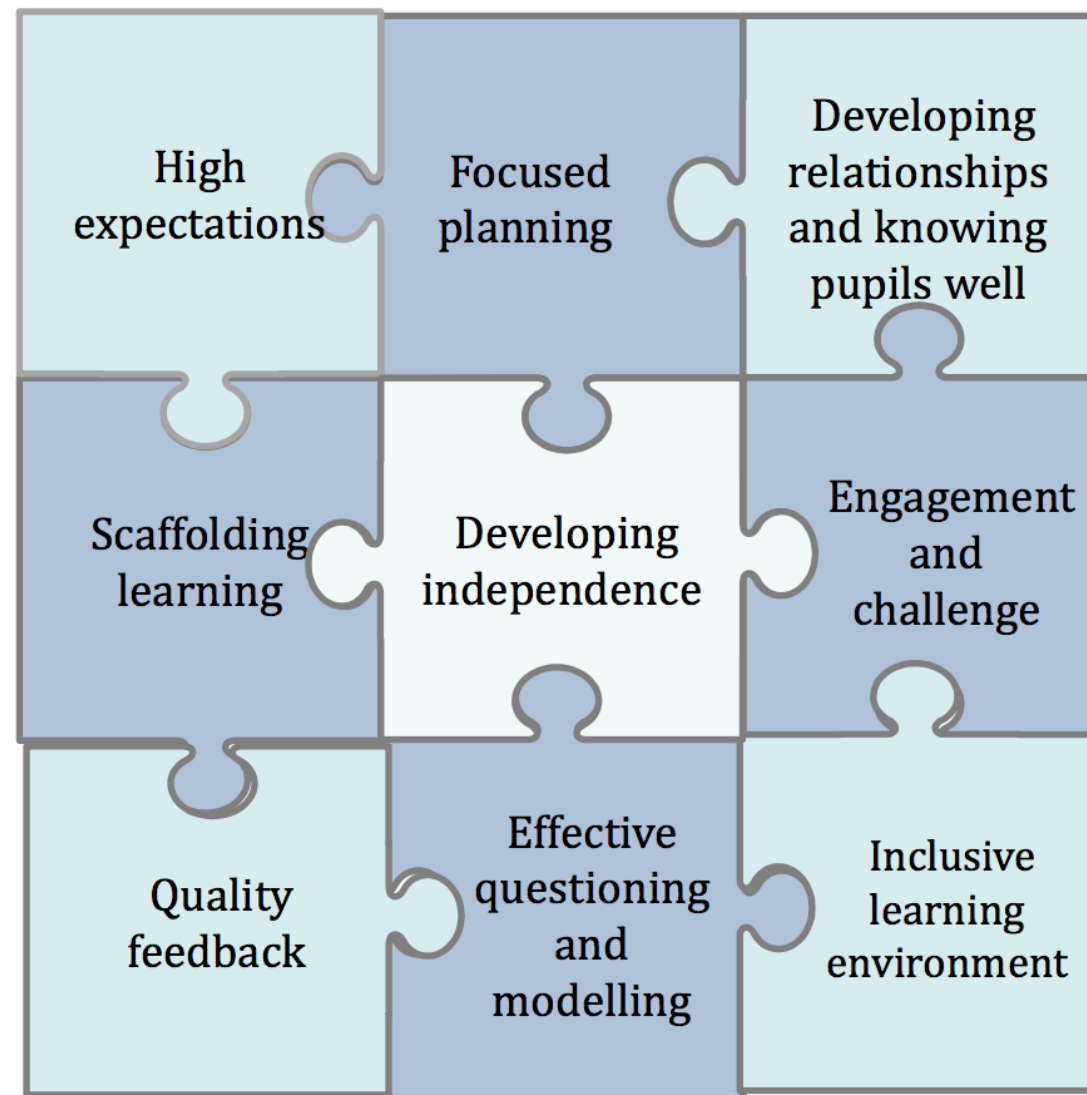 High
expectations
Focused
planning
Developing
relationships
and knowing
pupils well
Scaffolding
learning
Developing
independence
Engagement
and
challenge
Quality
feedback
Effective
questioning
and
modelling
Inclusive
learning
environment